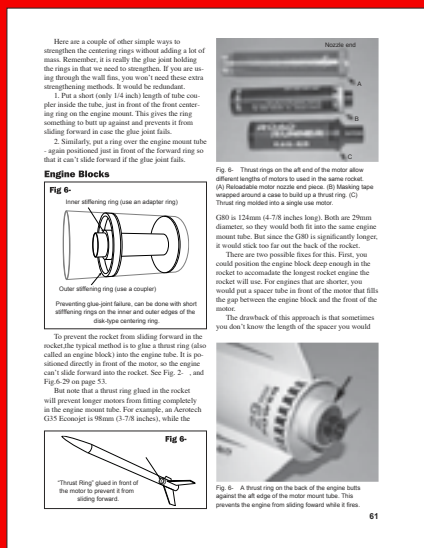 Here are a couple of other simple ways to
strengthen the centering rings without adding a lot of
mass. Remember, it is really the glue joint holding
the rings in that we need to strengthen. If you are us-
ing through the wall fins, you won't need these extra
strengthening methods. It would be redundant.
1. Put a short (only 1/4 inch) length of tube cou-
pler inside the tube, just in front of the front center-
ing ring on the engine mount. This gives the ring
something to butt up against and prevents it from
sliding forward in case the glue joint fails.
2. Similarly, put a ring over the engine mount tube
- again positioned just in front of the forward ring so
that it can't slide forward if the glue joint fails.
Engine Blocks
Fig 6-
Inner stiffening ring (use an adapter ring)
Outer stiffening ring (use a coupler)
Preventing glue-joint failure, can be done with short
stifffening rings on the inner and outer edges of the
disk-type centering ring.
To prevent the rocket from sliding forward in the
rocket,the typical method is to glue a thrust ring (also
called an engine block) into the engine tube. It is po-
sitioned directly in front of the motor, so the engine
can't slide forward into the rocket. See Fig. 2- , and
Fig.6-29 on page 53.
But note that a thrust ring glued in the rocket
will prevent longer motors from fitting completely
in the engine mount tube. For example, an Aerotech
G35 Econojet is 98mm (3-7/8 inches), while the
Fig 6-
"Thrust Ring" glued in front of
the motor to prevent it from
sliding forward.
Nozzle end
A
B
C
Fig. 6- Thrust rings on the aft end of the motor allow
different lengths of motors to used in the same rocket.
(A) Reloadable motor nozzle end piece. (B) Masking tape
wrapped around a case to build up a thrust ring. (C)
Thrust ring molded into a single use motor.
G80 is 124mm (4-7/8 inches long). Both are 29mm
diameter, so they would both fit into the same engine
mount tube. But since the G80 is significantly longer,
it would stick too far out the back of the rocket.
There are two possible fixes for this. First, you
could position the engine block deep enough in the
rocket to accomadate the longest rocket engine the
rocket will use. For engines that are shorter, you
would put a spacer tube in front of the motor that fills
the gap between the engine block and the front of the
motor.
The drawback of this approach is that sometimes
you don't know the length of the spacer you would
Fig. 6- A thrust ring on the back of the engine butts
against the aft edge of the motor mount tube. This
prevents the engine from sliding foward while it fires.
61